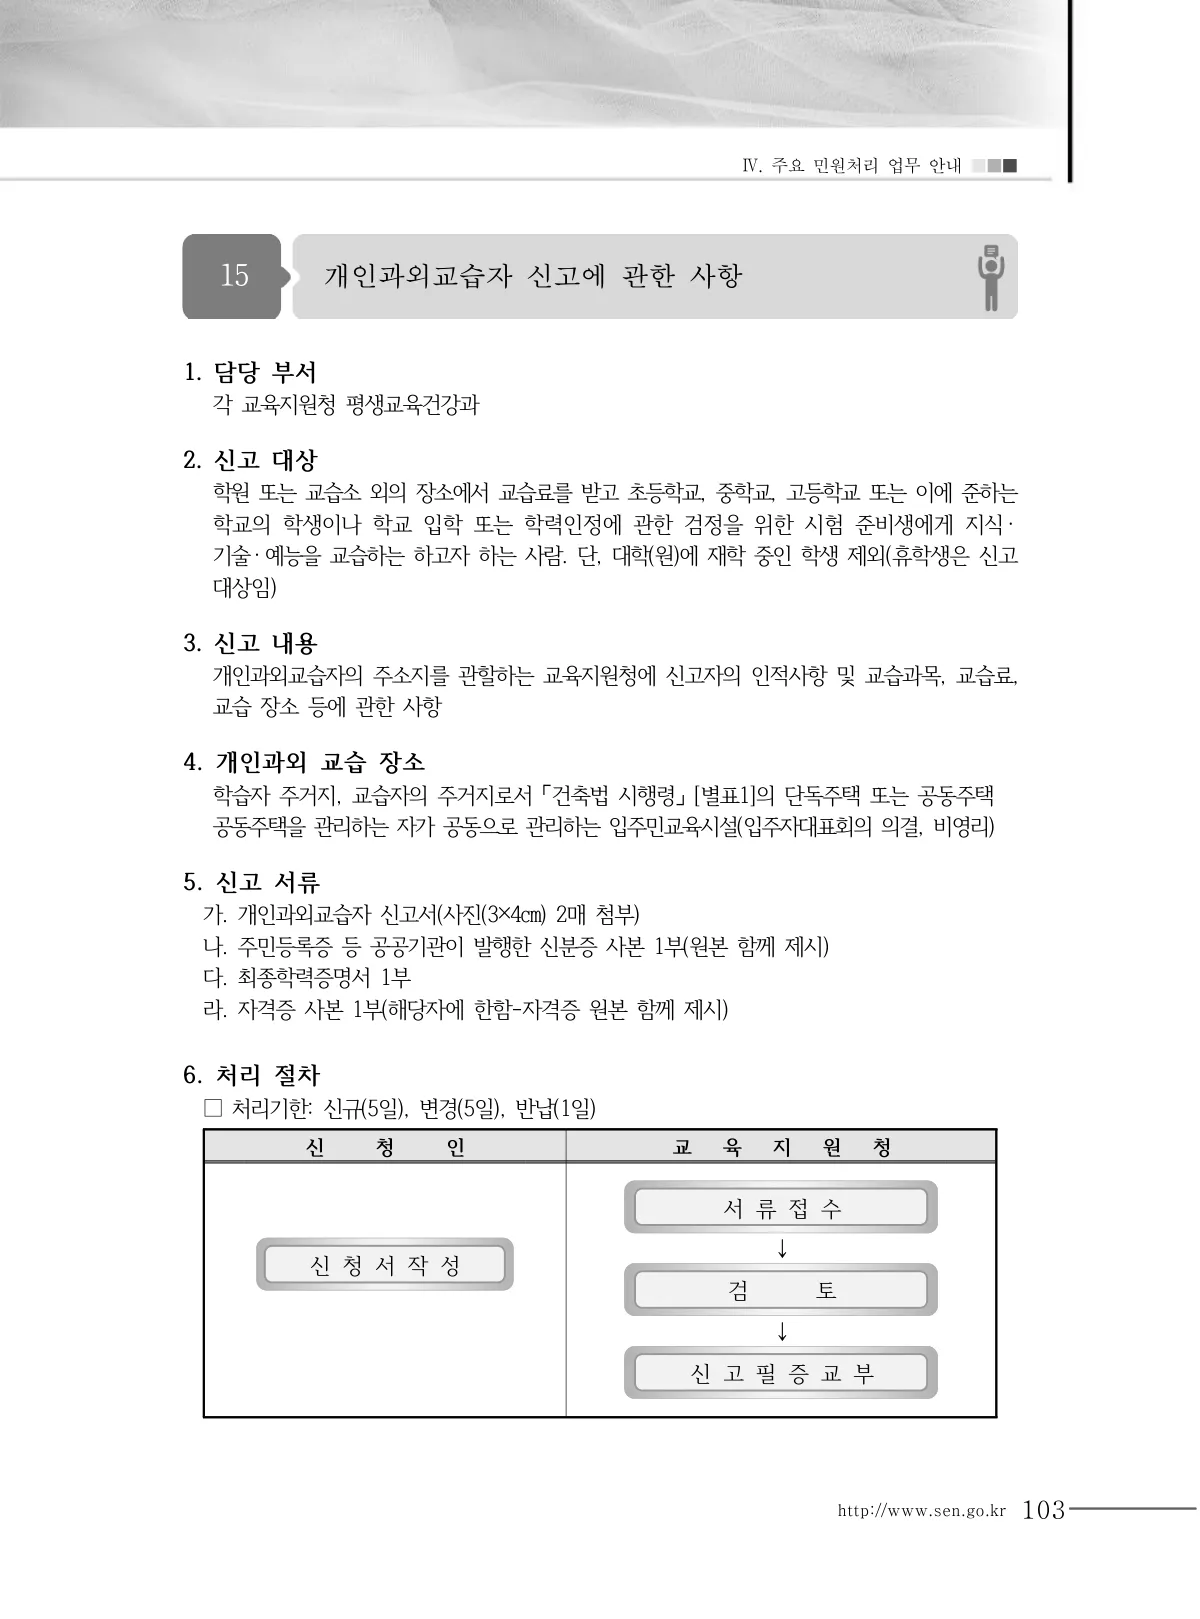 Ⅳ. 주요 민원처리 업무 안내
15
개인과외교습자 신고에 관한 사항
1. 담당 부서
각 교육지원청 평생교육건강과
2. 신고 대상
학원 또는 교습소 외의 장소에서 교습료를 받고 초등학교, 중학교, 고등학교 또는 이에 준하는
학교의 학생이나 학교 입학 또는 학력인정에 관한 검정을 위한 시험 준비생에게 지식·
기술·예능을 교습하는 하고자 하는 사람. 단, 대학(원)에 재학 중인 학생 제외(휴학생은 신고
대상임)
3. 신고 내용
개인과외교습자의 주소지를 관할하는 교육지원청에 신고자의 인적사항 및 교습과목, 교습료,
교습 장소 등에 관한 사항
4. 개인과외 교습 장소
학습자 주거지, 교습자의 주거지로서 「건축법 시행령」 [별표1]의 단독주택 또는 공동주택
공동주택을 관리하는 자가 공동으로 관리하는 입주민교육시설(입주자대표회의 의결, 비영리)
5. 신고 서류
가. 개인과외교습자 신고서(사진(3×4㎝) 2매 첨부)
나. 주민등록증 등 공공기관이 발행한 신분증 사본 1부(원본 함께 제시)
다. 최종학력증명서 1부
라. 자격증 사본 1부(해당자에 한함-자격증 원본 함께 제시)
6. 처리 절차
□ 처리기한: 신규(5일), 변경(5일), 반납(1일)
신 청 인
교 육 지 원 청
서 류 접 수
↓
신 청 서 작 성
검 토
↓
신 고 필 증 교 부
http://www.sen.go.kr 103